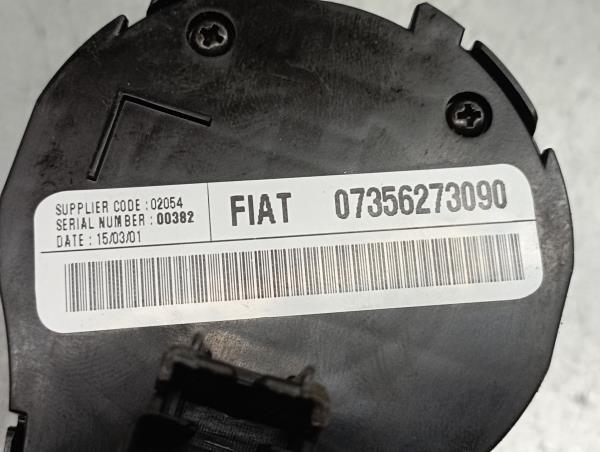 SUPPLIER CODE : 02054
SERIAL NUMBER : 00382
DATE : 15/03/01
FIAT 07356273090